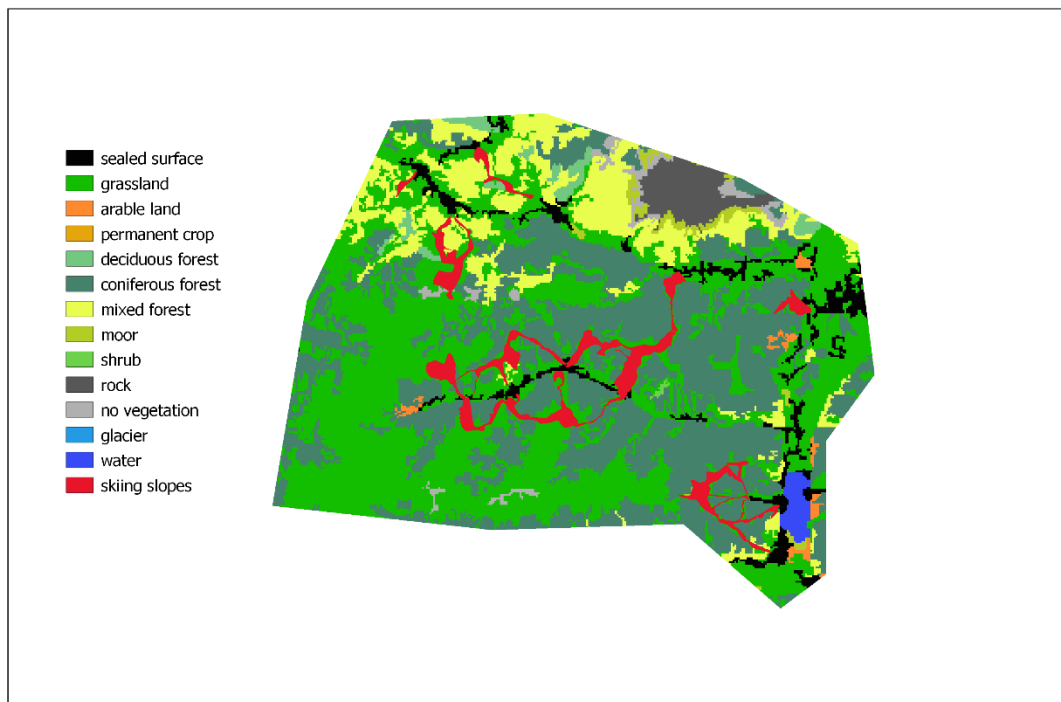 sealed surface
grassland
arable land
permanent crop
deciduous forest
coniferous forest
mixed forest
moor
shrub
rock
no vegetation
glacier
water
skiing slopes